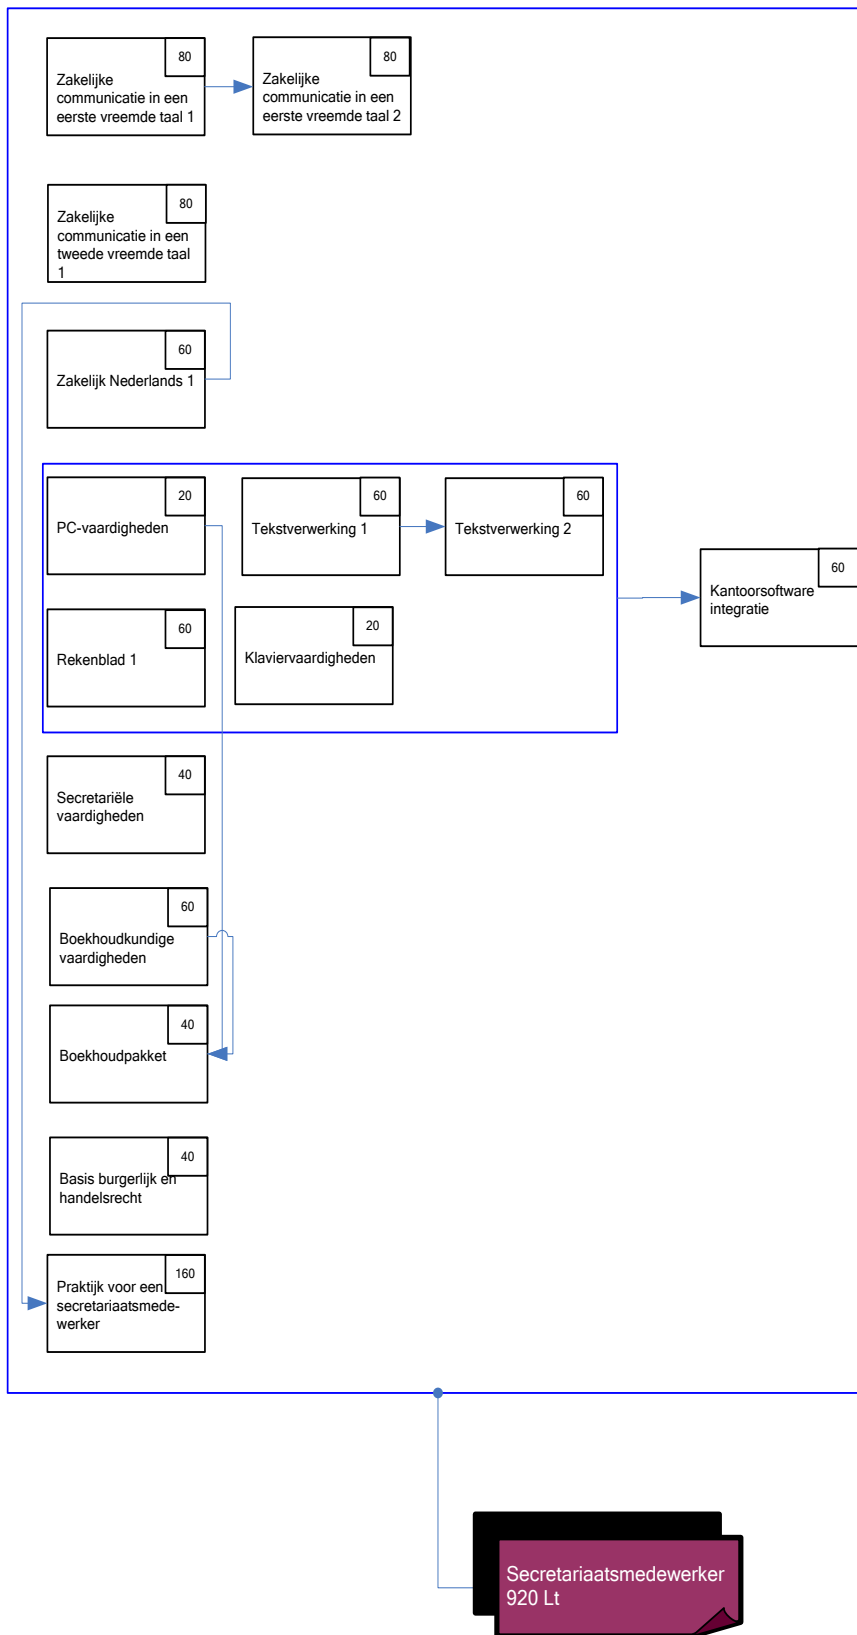 80
Zakelijke
communicatie in een
eerste vreemde taal 1
80
Zakelijke
communicatie in een
eerste vreemde taal 2
80
Zakelijke
communicatie in een
tweede vreemde taal
1
60
Zakelijk Nederlands 1
20
PC-vaardigheden
60
Tekstverwerking 1
60
Tekstverwerking 2
60
Kantoorsoftware
integratie
60
Rekenblad 1
20
Klaviervaardigheden
40
Secretariële
vaardigheden
60
Boekhoudkundige
vaardigheden
40
Boekhoudpakket
40
Basis burgerlijk en
handelsrecht
160
Praktijk voor een
secretariaatsmede-
werker
Secretariaatsmedewerker
920 Lt